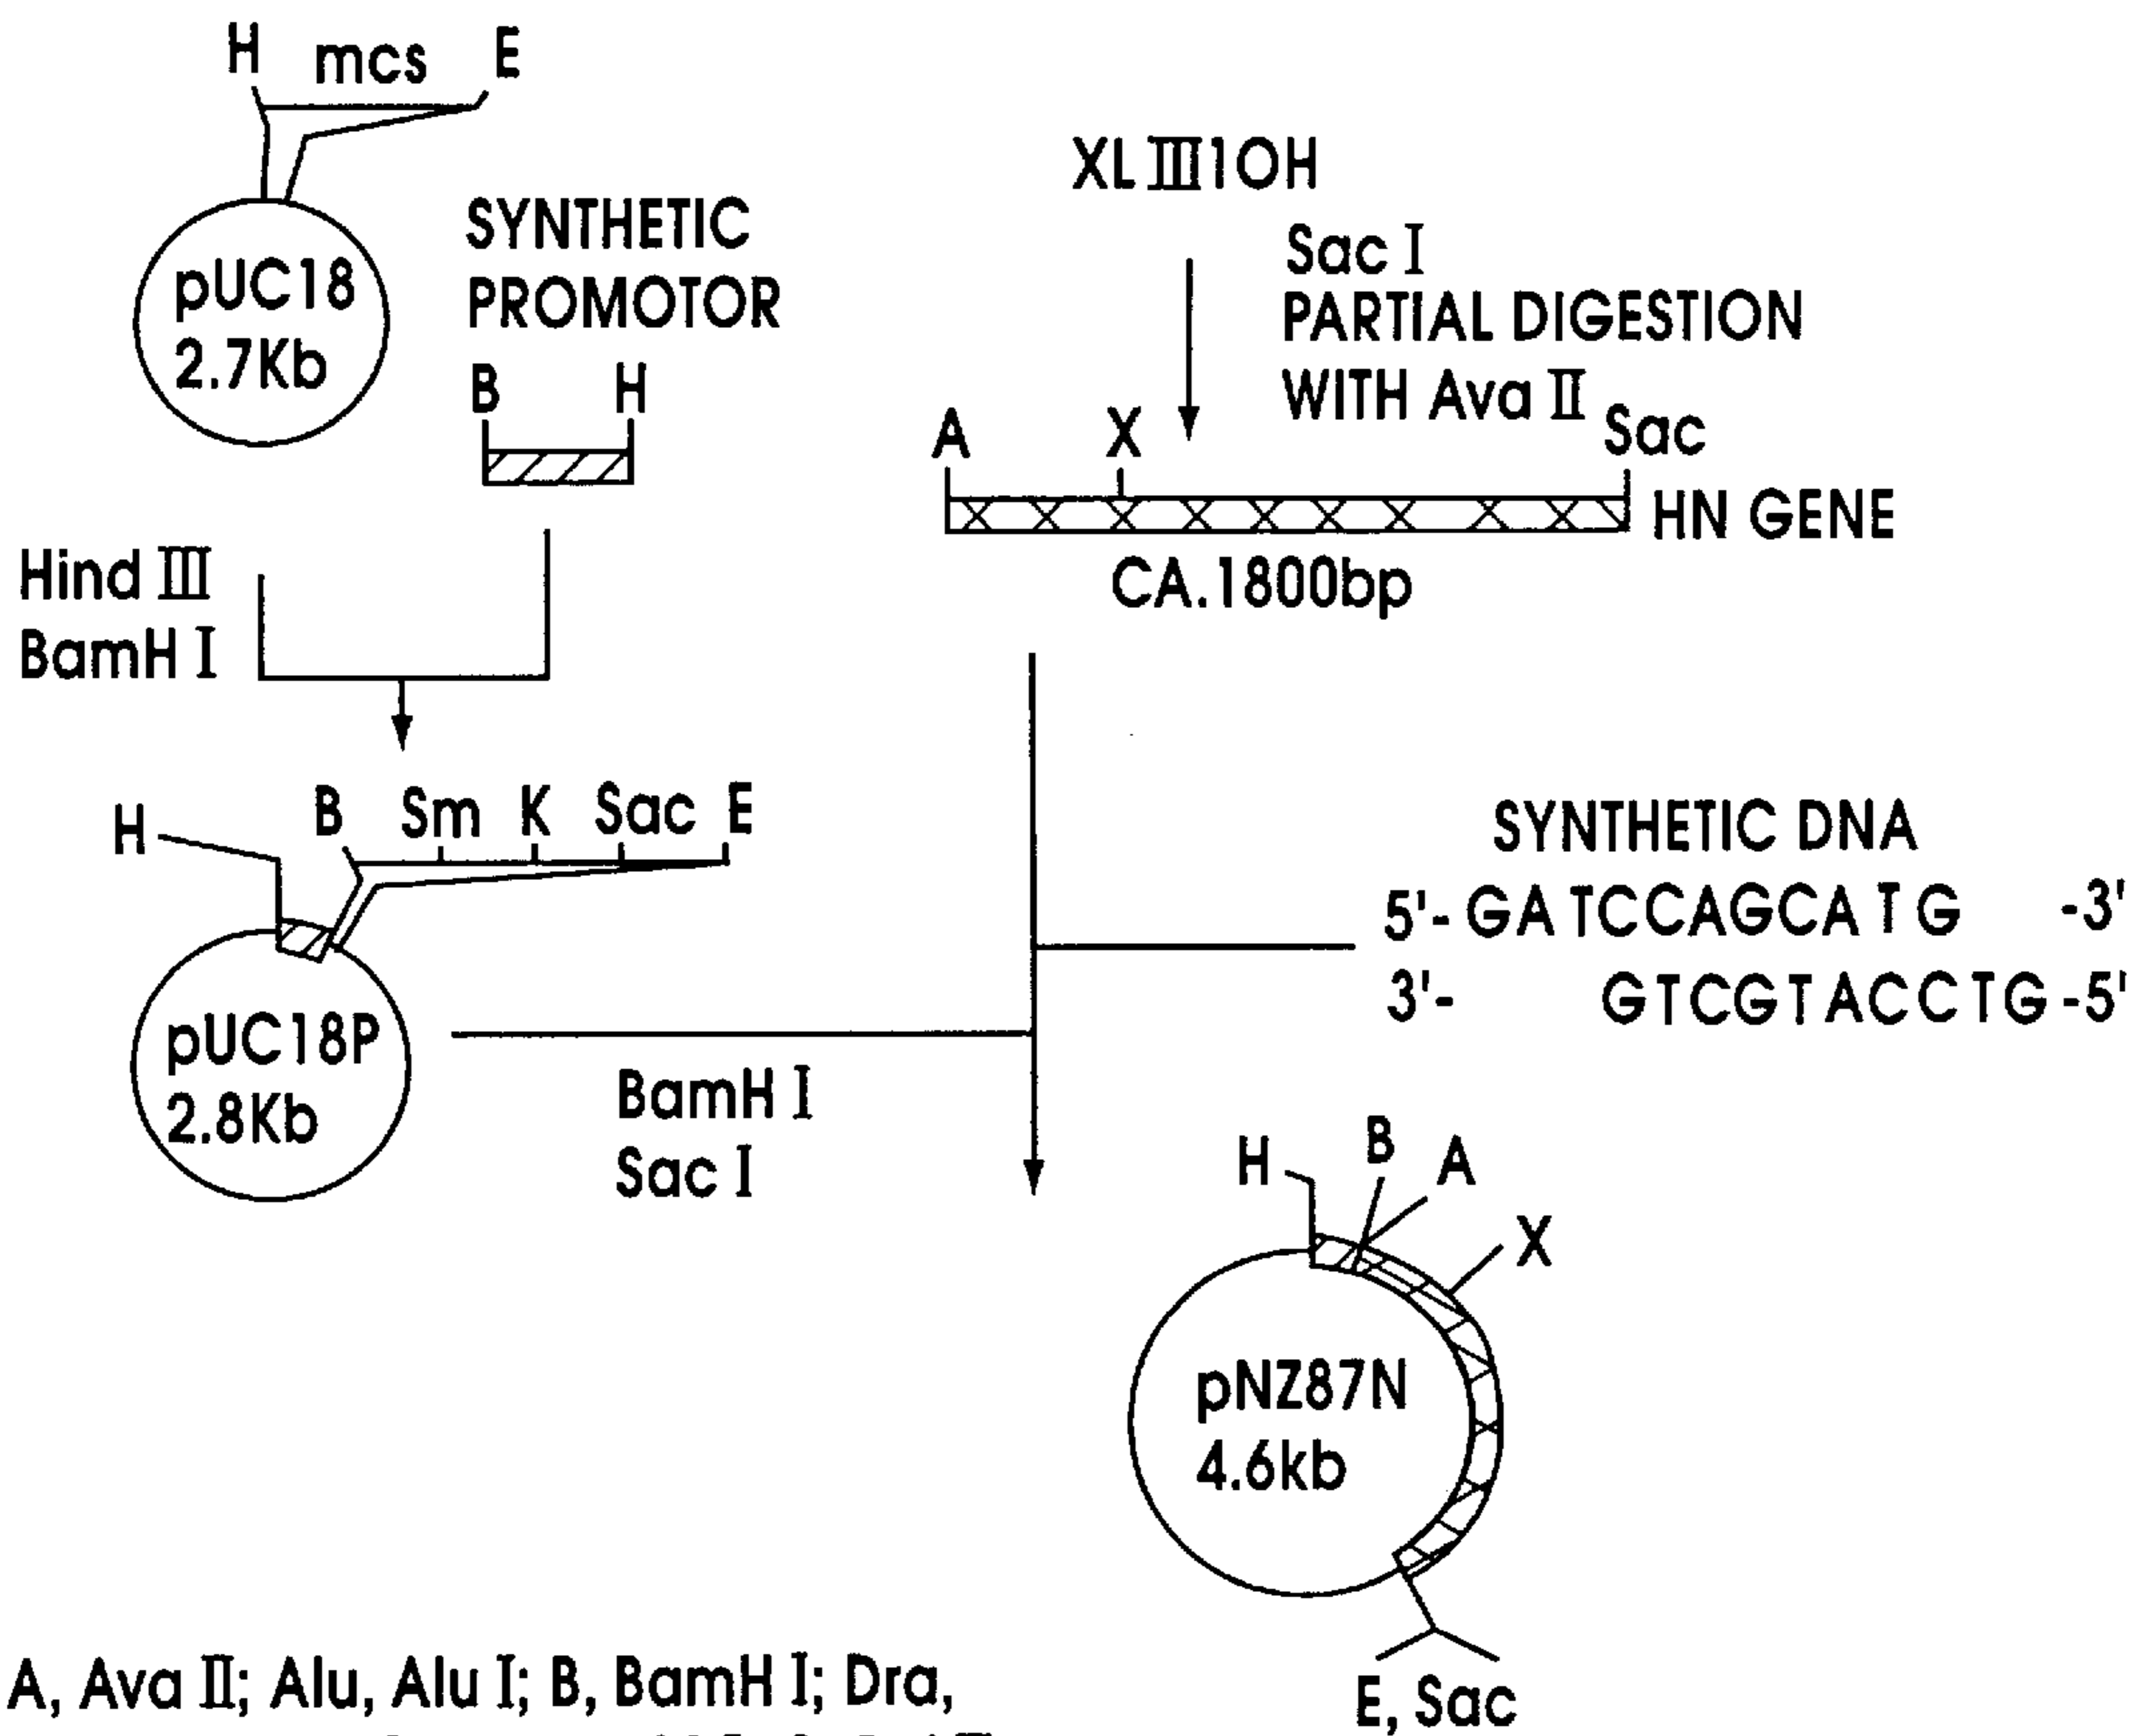 H mcs E
pUC18
2.7Kb
SYNTHETIC
PROMOTOR
B H
Hind III
BamH I
XL III 10H
Sac I
PARTIAL DIGESTION
WITH Ava II
A X Sac
HN GENE
CA.1800bp
H B Sm K Sac E
pUC18P
2.8Kb
BamH I
Sac I
SYNTHETIC DNA
5'-GATCCAGCATG -3'
3'- GTCGTACCTG-5'
H B A X
pNZ87N
4.6kb
E, Sac
A, Ava II; Alu, Alu I; B, BamH I; Dra,